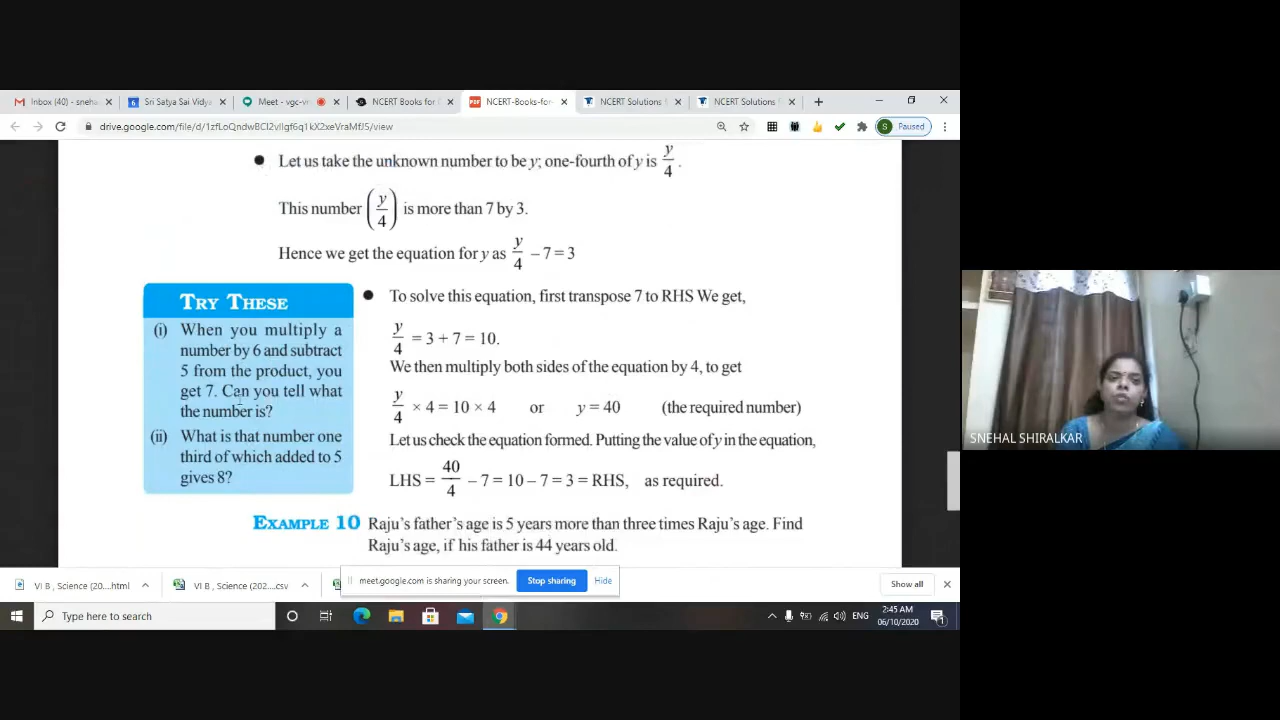 Inbox (40) - sneha
Sri Satya Sai Vidya
Meet - vgc-v
NCERT Books for
NCERT-Books-for-
NCERT Solutions
NCERT Solutions
Paused
Let us take the unknown number to be y; one-fourth of y is y/4 .
This number (y/4) is more than 7 by 3.
Hence we get the equation for y as y/4 – 7 = 3
TRY THESE
(i) When you multiply a
number by 6 and subtract
5 from the product, you
get 7. Can you tell what
the number is?
(ii) What is that number one
third of which added to 5
gives 8?
● To solve this equation, first transpose 7 to RHS We get,
y/4 = 3 + 7 = 10.
We then multiply both sides of the equation by 4, to get
y/4 × 4 = 10 × 4 or y = 40 (the required number)
Let us check the equation formed. Putting the value of y in the equation,
LHS = 40/4 – 7 = 10 – 7 = 3 = RHS, as required.
EXAMPLE 10 Raju's father's age is 5 years more than three times Raju's age. Find
Raju's age, if his father is 44 years old.
SNEHAL SHIRALKAR
VI B , Science (20....html
VI B , Science (202....csv
meet.google.com is sharing your screen.
Stop sharing
Hide
Show all
Type here to search
ENG
2:45 AM
06/10/2020